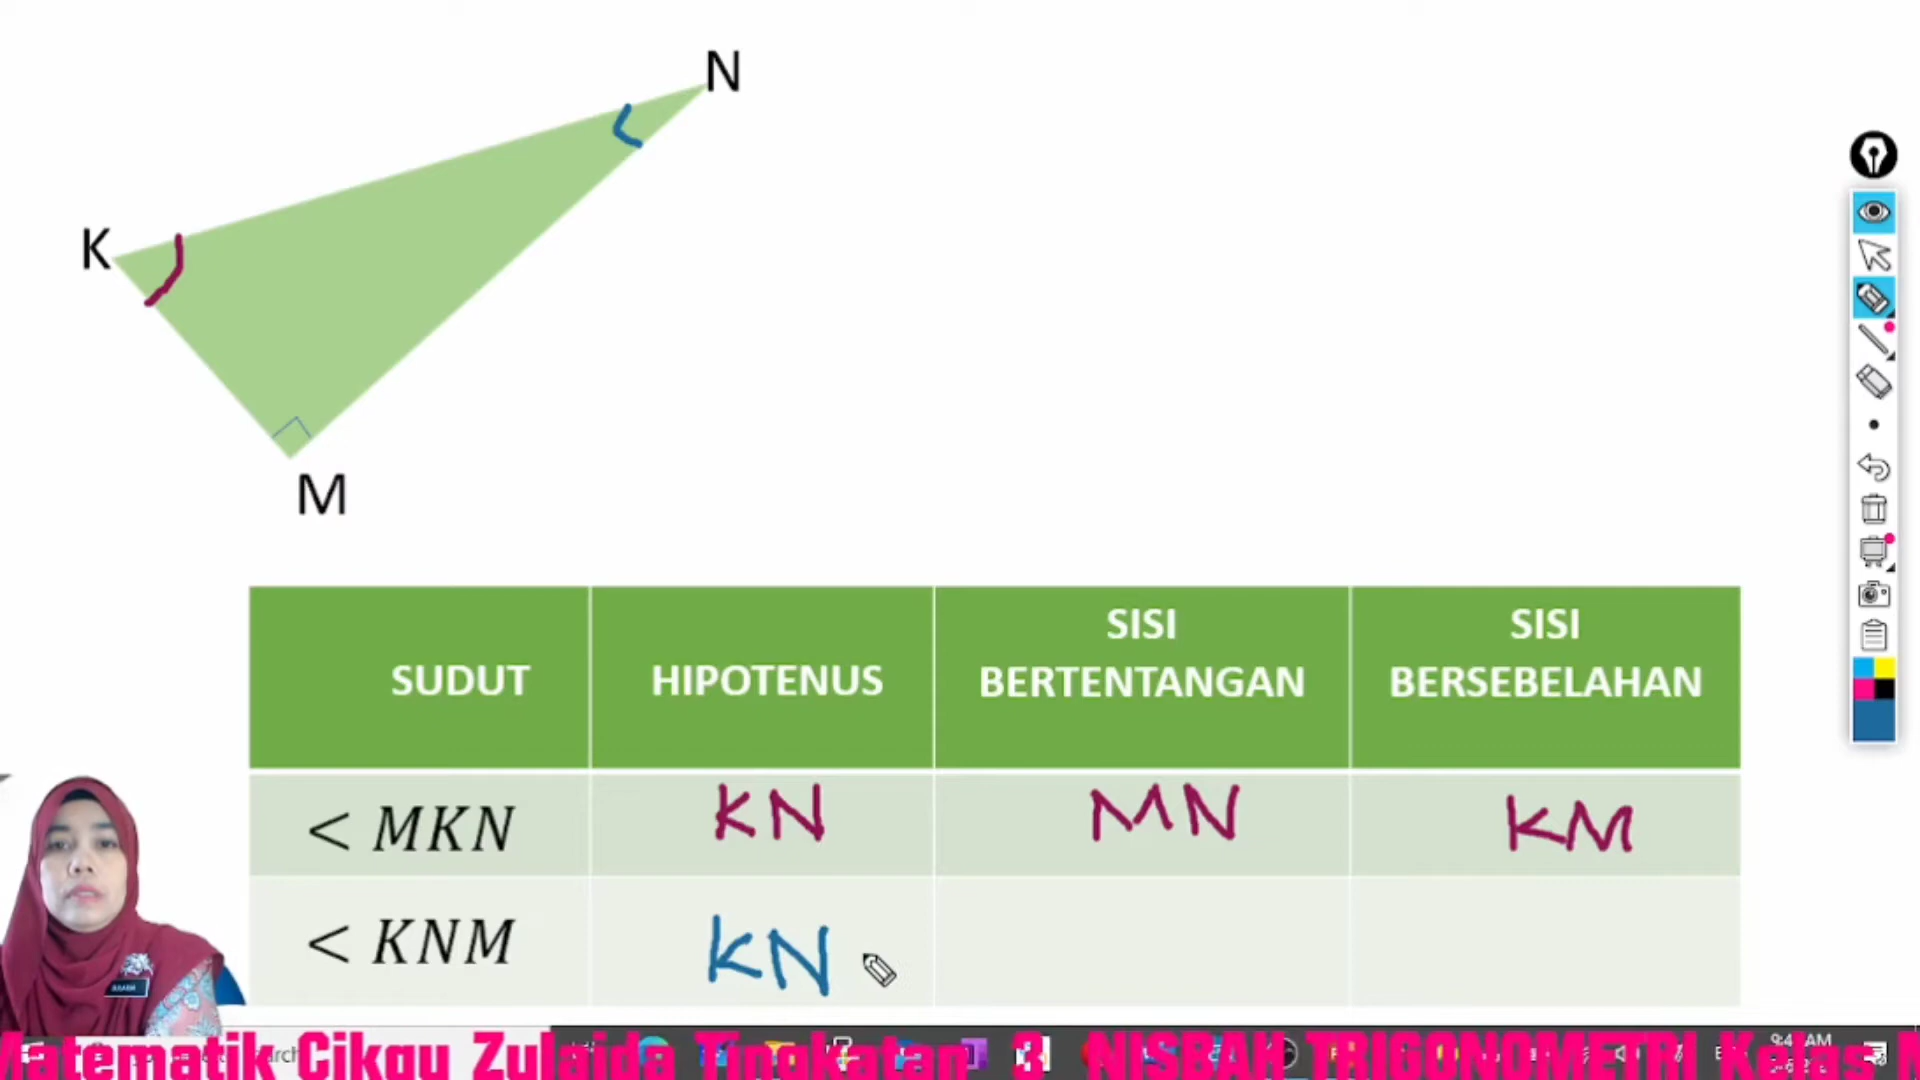 N
K
M
SUDUT
HIPOTENUS
SISI
BERTENTANGAN
SISI
BERSEBELAHAN
< MKN
KN
MN
KM
< KNM
KN
Matematik Cikgu Zulaida Tingkatan 3 NISBAH TRIGONOMETRI Kelas